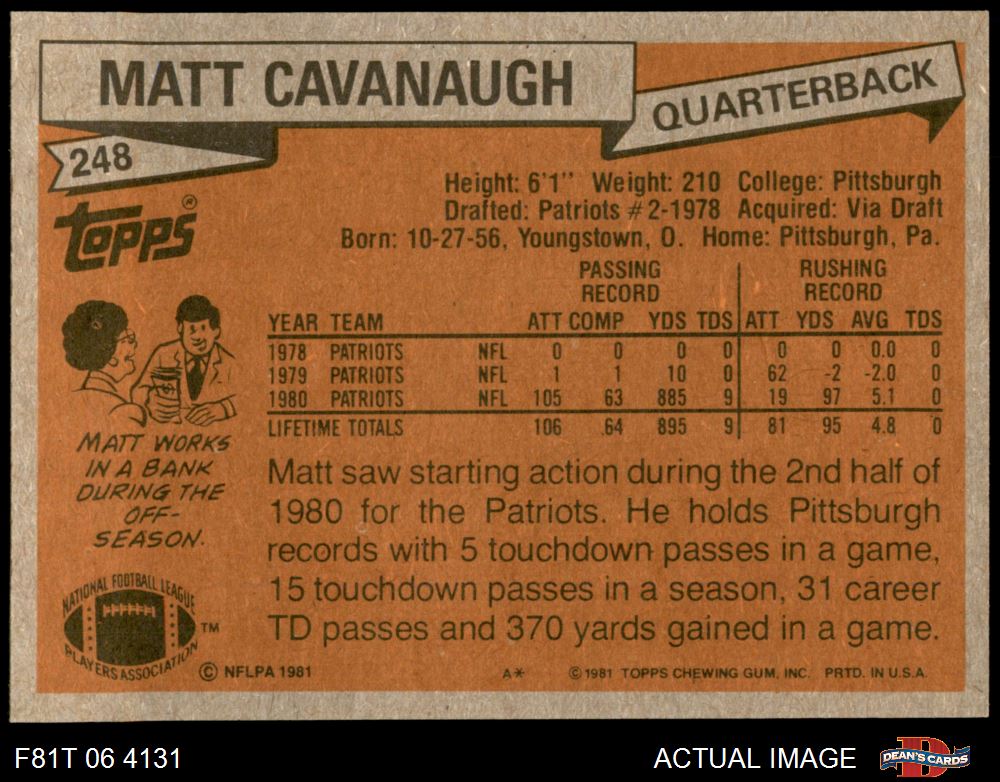 MATT CAVANAUGH
QUARTERBACK
248
TOPPS®
Height: 6'1" Weight: 210 College: Pittsburgh
Drafted: Patriots #2-1978 Acquired: Via Draft
Born: 10-27-56, Youngstown, O. Home: Pittsburgh, Pa.
PASSING RECORD RUSHING RECORD
YEAR TEAM ATT COMP YDS TDS ATT YDS AVG TDS
1978 PATRIOTS NFL 0 0 0 0 0 0 0.0 0
1979 PATRIOTS NFL 1 1 10 0 62 -2 -2.0 0
1980 PATRIOTS NFL 105 63 885 9 19 97 5.1 0
LIFETIME TOTALS 106 64 895 9 81 95 4.8 0
MATT WORKS
IN A BANK
DURING THE
OFF-
SEASON.
Matt saw starting action during the 2nd half of
1980 for the Patriots. He holds Pittsburgh
records with 5 touchdown passes in a game,
15 touchdown passes in a season, 31 career
TD passes and 370 yards gained in a game.
NATIONAL FOOTBALL LEAGUE
PLAYERS ASSOCIATION
TM
© NFLPA 1981
A*
© 1981 TOPPS CHEWING GUM, INC. PRTD. IN U.S.A.
F81T 06 4131
ACTUAL IMAGE
DEAN'S CARDS